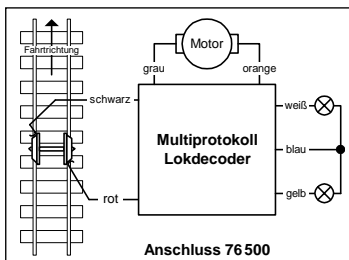 Fahrtrichtung
Motor
grau
orange
schwarz
weiß
Multiprotokoll
Lokdecoder
blau
rot
gelb
Anschluss 76500